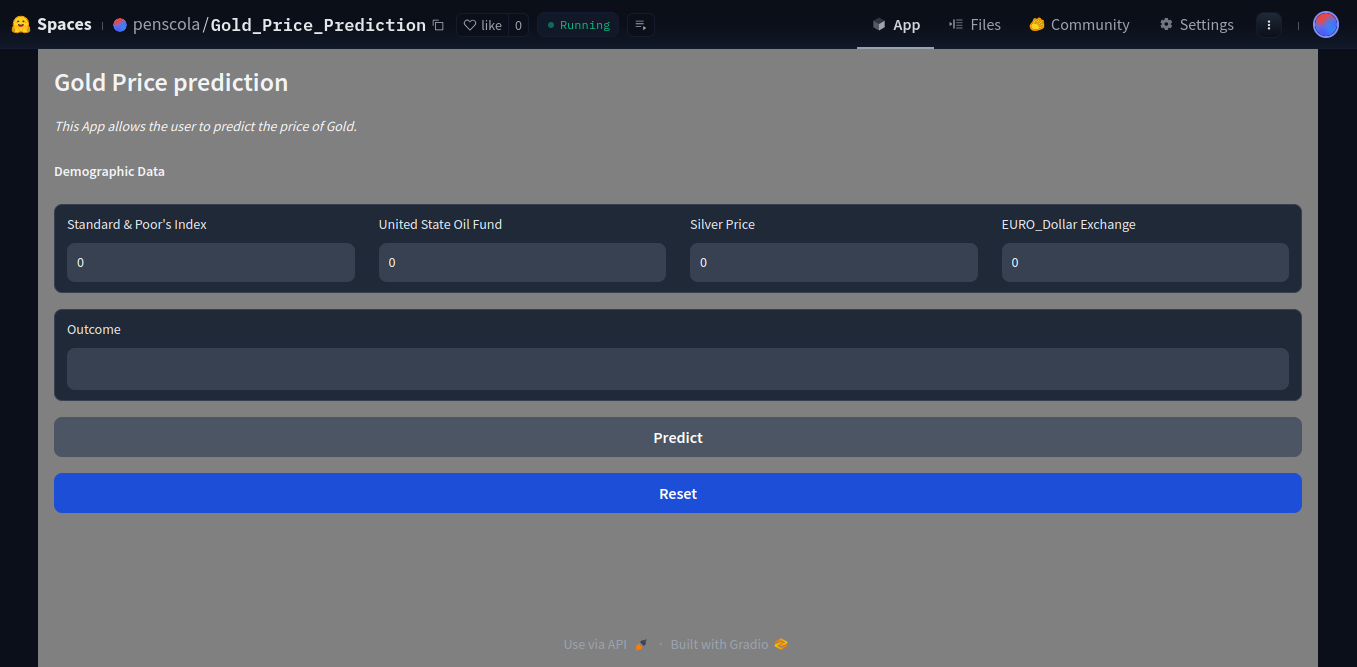 Spaces penscola/Gold_Price_Prediction like 0 Running App Files Community Settings
Gold Price prediction
This App allows the user to predict the price of Gold.
Demographic Data
Standard & Poor's Index United State Oil Fund Silver Price EURO_Dollar Exchange
0 0 0 0
Outcome
Predict
Reset
Use via API · Built with Gradio